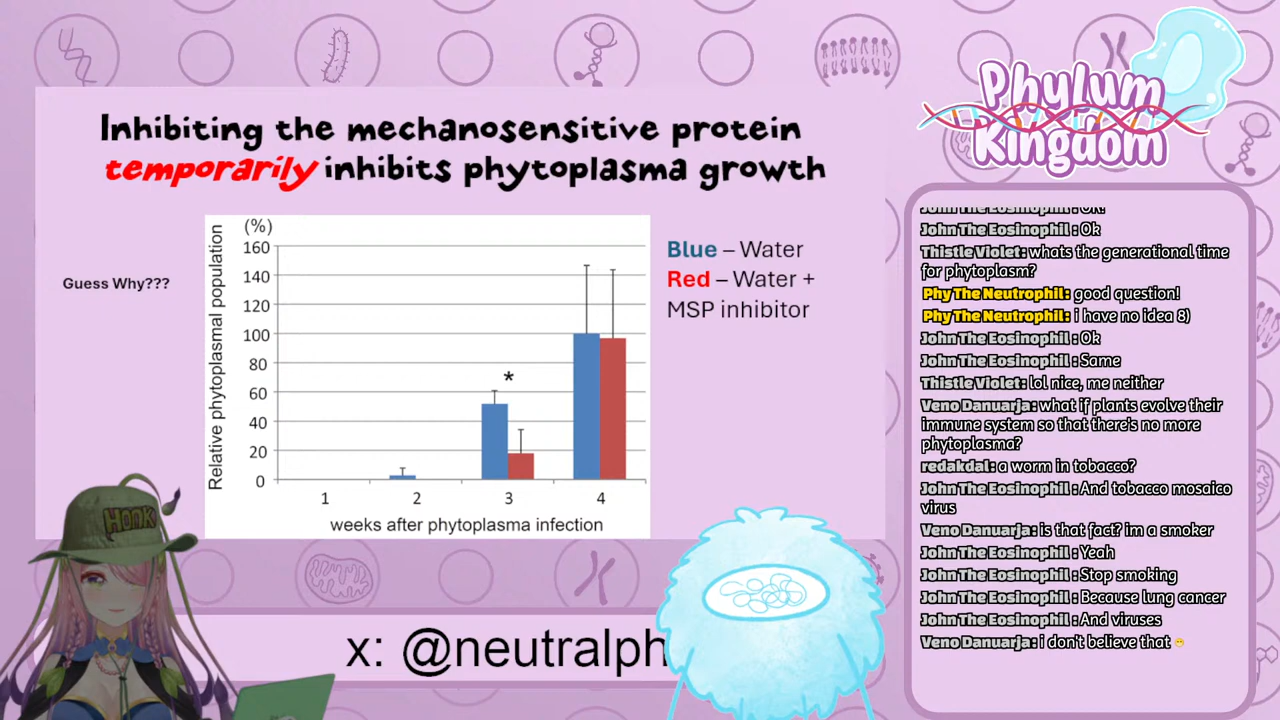 Inhibiting the mechanosensitive protein
temporarily inhibits phytoplasma growth
Guess Why???
Relative phytoplasmal population
(%)
160
140
120
100
80
60
40
20
0
*
1 2 3 4
weeks after phytoplasma infection
Blue – Water
Red – Water +
MSP inhibitor
Honk
x: @neutralph
Phylum
Kingdom
John The Eosinophil : Ok!
John The Eosinophil : Ok
Thistle Violet: whats the generational time
for phytoplasm?
Phy The Neutrophil: good question!
Phy The Neutrophil: i have no idea 8)
John The Eosinophil : Ok
John The Eosinophil : Same
Thistle Violet: lol nice, me neither
Veno Danuarja: what if plants evolve their
immune system so that there's no more
phytoplasma?
redakdal: a worm in tobacco?
John The Eosinophil : And tobacco mosaico
virus
Veno Danuarja: is that fact? im a smoker
John The Eosinophil : Yeah
John The Eosinophil : Stop smoking
John The Eosinophil : Because lung cancer
John The Eosinophil : And viruses
Veno Danuarja: i don't believe that